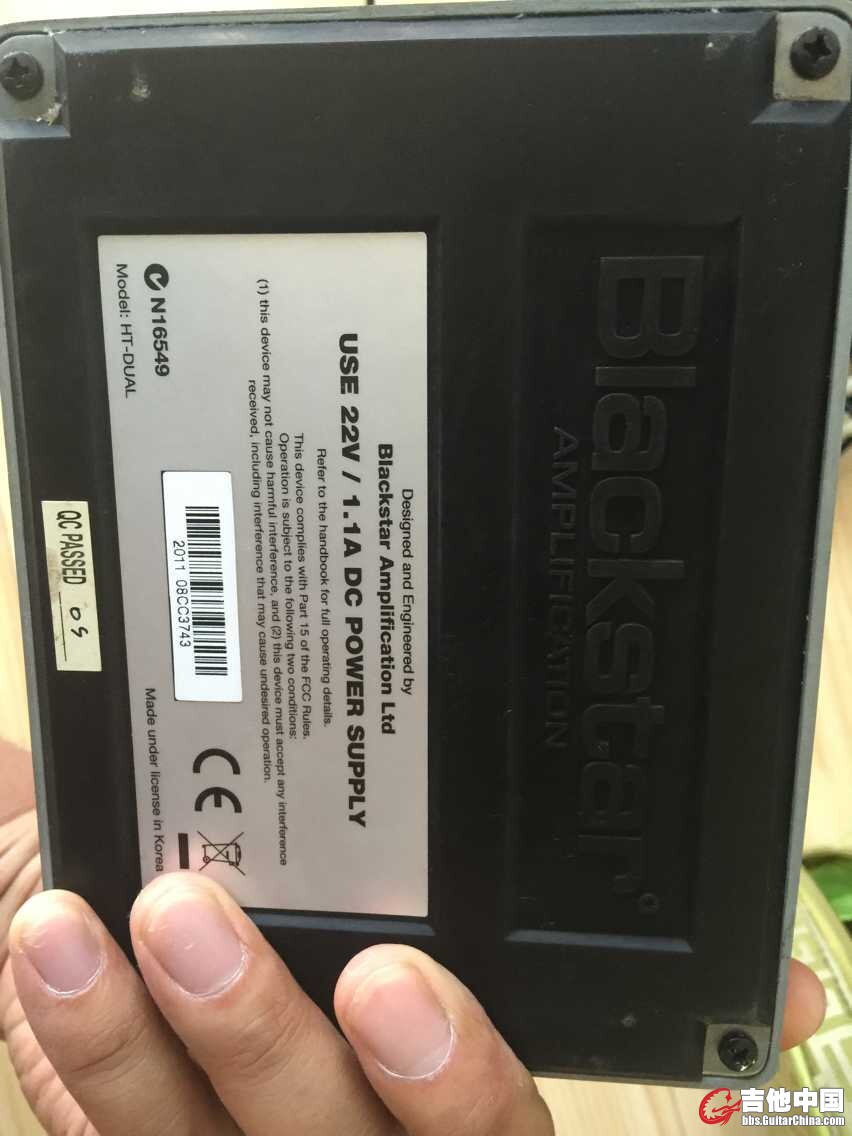 Blackstar
AMPLIFICATION
Designed and Engineered by
Blackstar Amplification Ltd
Refer to the handbook for full operating details.
USE 22V / 1.1A DC POWER SUPPLY
This device complies with Part 15 of the FCC Rules.
Operation is subject to the following two conditions:
(1) this device may not cause harmful interference, and (2) this device must accept any interference
received, including interference that may cause undesired operation.
N16549
Model: HT-DUAL
2011 08CC3743
CE
Made under license in Korea
QC PASSED 09
吉他中国
bbs.GuitarChina.com